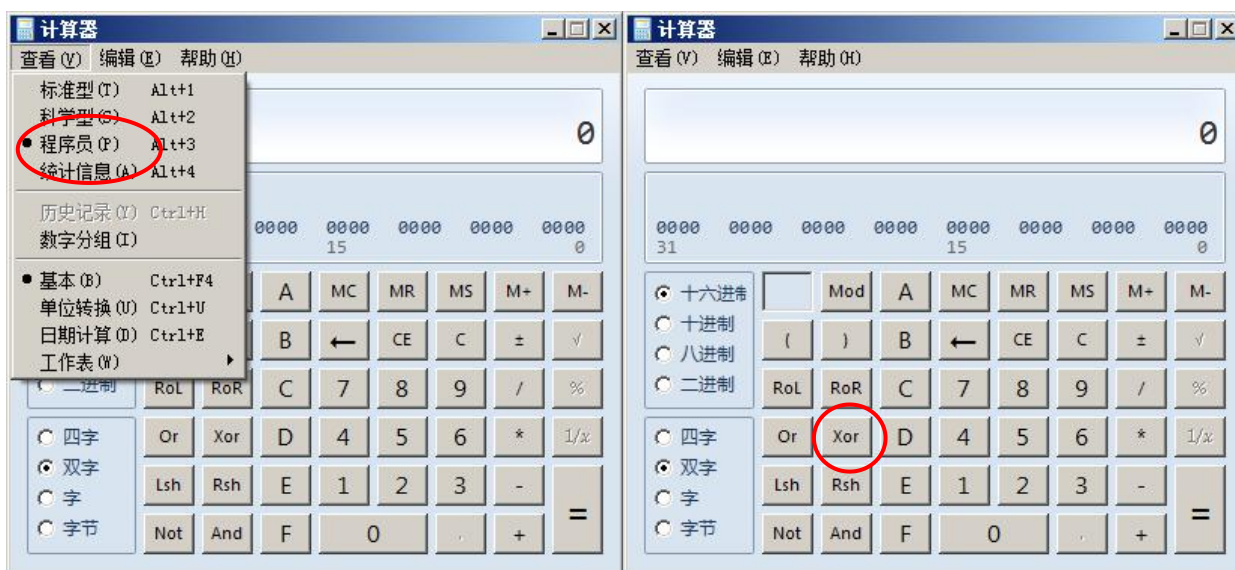 计算器
查看(V) 编辑(E) 帮助(H)
标准型(T) Alt+1
科学型(S) Alt+2
程序员(P) Alt+3
统计信息(A) Alt+4
历史记录(Y) Ctrl+H
数字分组(I)
基本(B) Ctrl+F4
单位转换(U) Ctrl+U
日期计算(D) Ctrl+E
工作表(W)
0
0000 0000 0000 0000 0000
15 0
A MC MR MS M+ M-
B ← CE C ± √
二进制 RoL RoR C 7 8 9 / %
四字 Or Xor D 4 5 6 * 1/x
双字
字 Lsh Rsh E 1 2 3 - =
字节 Not And F 0 . +
计算器
查看(V) 编辑(E) 帮助(H)
0
0000 0000 0000 0000 0000 0000 0000 0000
31 15 0
十六进制 Mod A MC MR MS M+ M-
十进制 ( ) B ← CE C ± √
八进制
二进制 RoL RoR C 7 8 9 / %
四字 Or Xor D 4 5 6 * 1/x
双字
字 Lsh Rsh E 1 2 3 - =
字节 Not And F 0 . +